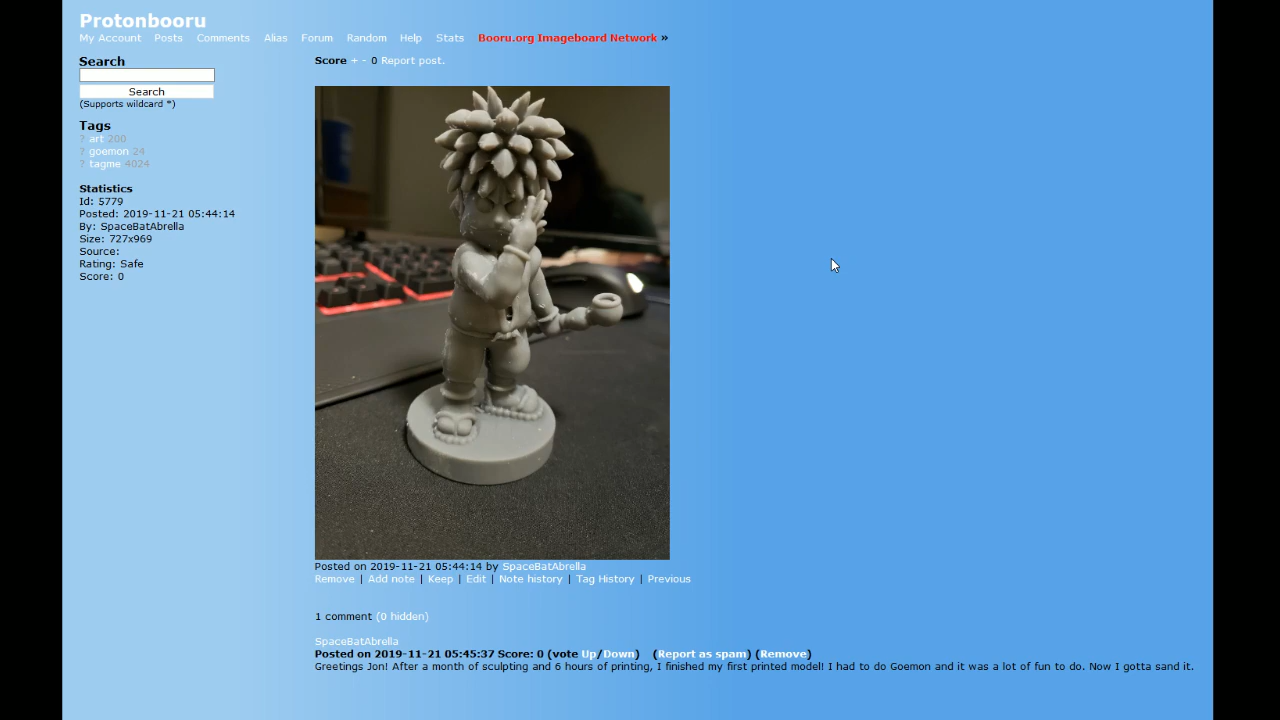 Protonbooru
My Account Posts Comments Alias Forum Random Help Stats Booru.org Imageboard Network »
Search
Search
(Supports wildcard *)
Tags
? art 200
? goemon 24
? tagme 4024
Statistics
Id: 5779
Posted: 2019-11-21 05:44:14
By: SpaceBatAbrella
Size: 727x969
Source:
Rating: Safe
Score: 0
Score + - 0 Report post.
Posted on 2019-11-21 05:44:14 by SpaceBatAbrella
Remove | Add note | Keep | Edit | Note history | Tag History | Previous
1 comment (0 hidden)
SpaceBatAbrella
Posted on 2019-11-21 05:45:37 Score: 0 (vote Up/Down) (Report as spam) (Remove)
Greetings Jon! After a month of sculpting and 6 hours of printing, I finished my first printed model! I had to do Goemon and it was a lot of fun to do. Now I gotta sand it.